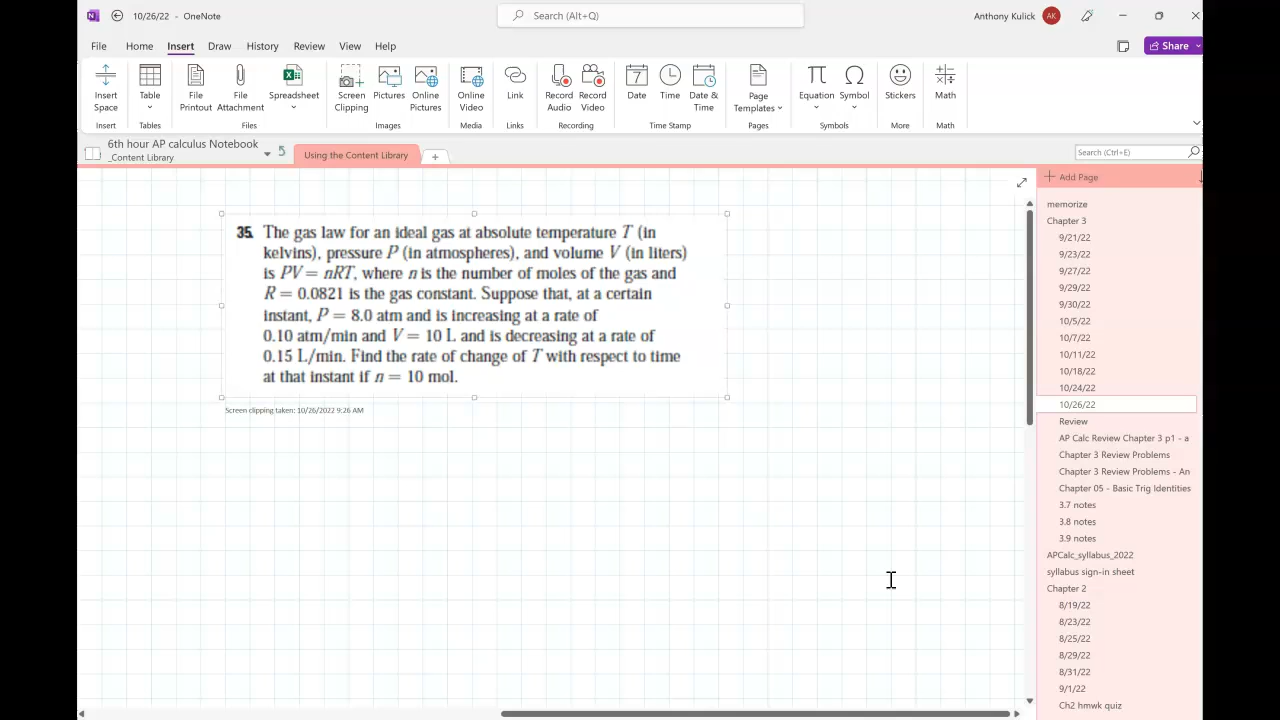 10/26/22 - OneNote
Search (Alt+Q)
Anthony Kulick
AK
File Home Insert Draw History Review View Help
Share
Insert Space
Table
File Printout
File Attachment
Spreadsheet
Screen Clipping
Pictures
Online Pictures
Online Video
Link
Record Audio
Record Video
7
Date
Time
Date & Time
Page Templates
Equation
Symbol
Stickers
Math
Insert
Tables
Files
Images
Media
Links
Recording
Time Stamp
Pages
Symbols
More
Math
6th hour AP calculus Notebook
_Content Library
Using the Content Library
Search (Ctrl+E)
35. The gas law for an ideal gas at absolute temperature T (in
kelvins), pressure P (in atmospheres), and volume V (in liters)
is PV = nRT, where n is the number of moles of the gas and
R = 0.0821 is the gas constant. Suppose that, at a certain
instant, P = 8.0 atm and is increasing at a rate of
0.10 atm/min and V = 10 L and is decreasing at a rate of
0.15 L/min. Find the rate of change of T with respect to time
at that instant if n = 10 mol.
Screen clipping taken: 10/26/2022 9:26 AM
Add Page
memorize
Chapter 3
9/21/22
9/23/22
9/27/22
9/29/22
9/30/22
10/5/22
10/7/22
10/11/22
10/18/22
10/24/22
10/26/22
Review
AP Calc Review Chapter 3 p1 - a
Chapter 3 Review Problems
Chapter 3 Review Problems - An
Chapter 05 - Basic Trig Identities
3.7 notes
3.8 notes
3.9 notes
APCalc_syllabus_2022
syllabus sign-in sheet
Chapter 2
8/19/22
8/23/22
8/25/22
8/29/22
8/31/22
9/1/22
Ch2 hmwk quiz